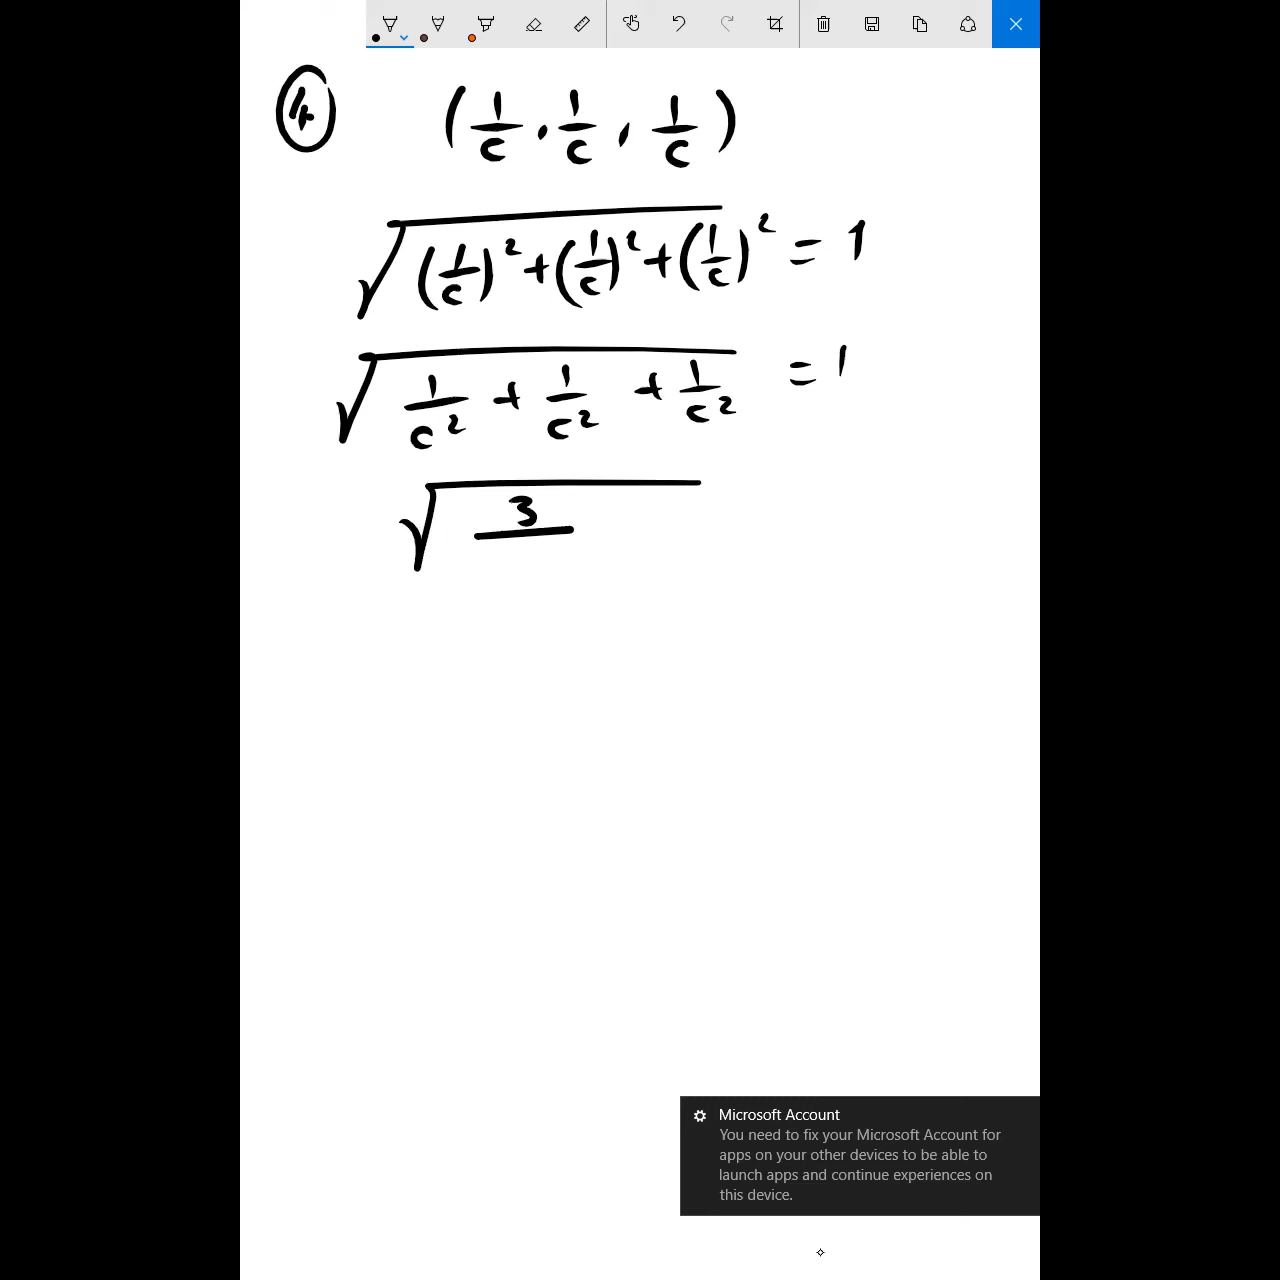 ④ (1/c, 1/c, 1/c)
√((1/c)² + (1/c)² + (1/c)²) = 1
√(1/c² + 1/c² + 1/c²) = 1
√(3/
Microsoft Account
You need to fix your Microsoft Account for
apps on your other devices to be able to
launch apps and continue experiences on
this device.